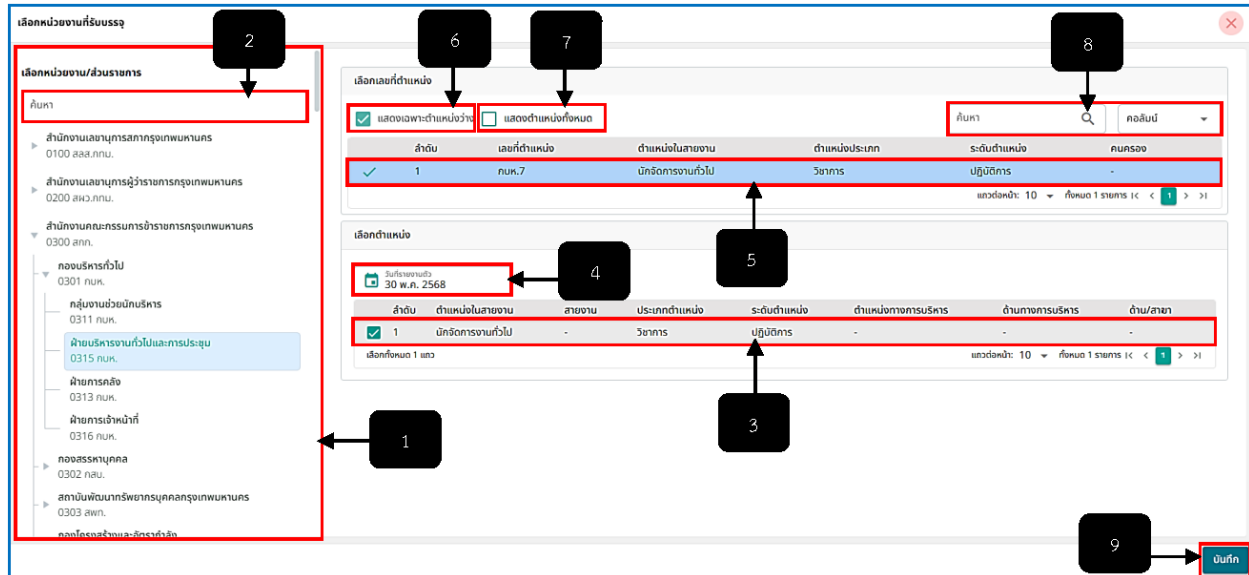 เลือกหน่วยงานที่รับบรรจุ
2
6
7
8
เลือกหน่วยงาน/ส่วนราชการ
ค้นหา
สำนักงานเลขานุการสภากรุงเทพมหานคร
0100 สลส.กทม.
สำนักงานเลขานุการผู้ว่าราชการกรุงเทพมหานคร
0200 สผว.กทม.
สำนักงานคณะกรรมการข้าราชการกรุงเทพมหานคร
0300 สกก.
กองบริหารทั่วไป
0301 กบห.
กลุ่มงานช่วยนักบริหาร
0311 กบห.
ฝ่ายบริหารงานทั่วไปและการประชุม
0315 กบห.
ฝ่ายการคลัง
0313 กบห.
ฝ่ายการเจ้าหน้าที่
0316 กบห.
กองสรรหาบุคคล
0302 กสบ.
สถาบันพัฒนาทรัพยากรบุคคลกรุงเทพมหานคร
0303 สพท.
กองโครงสร้างและอัตรากำลัง
1
เลือกเลขที่ตำแหน่ง
แสดงเฉพาะตำแหน่งว่าง แสดงตำแหน่งทั้งหมด ค้นหา คอลัมน์
ลำดับ เลขที่ตำแหน่ง ตำแหน่งในสายงาน ตำแหน่งประเภท ระดับตำแหน่ง คนครอง
1 กบห.7 นักจัดการงานทั่วไป วิชาการ ปฏิบัติการ -
แถวต่อหน้า: 10 ทั้งหมด 1 รายการ 1
5
เลือกตำแหน่ง
วันที่รายงานตัว
30 พ.ค. 2568
4
ลำดับ ตำแหน่งในสายงาน สายงาน ประเภทตำแหน่ง ระดับตำแหน่ง ตำแหน่งทางการบริหาร ด้านทางการบริหาร ด้าน/สาขา
1 นักจัดการงานทั่วไป - วิชาการ ปฏิบัติการ - - -
เลือกทั้งหมด 1 แถว แถวต่อหน้า: 10 ทั้งหมด 1 รายการ 1
3
9
บันทึก